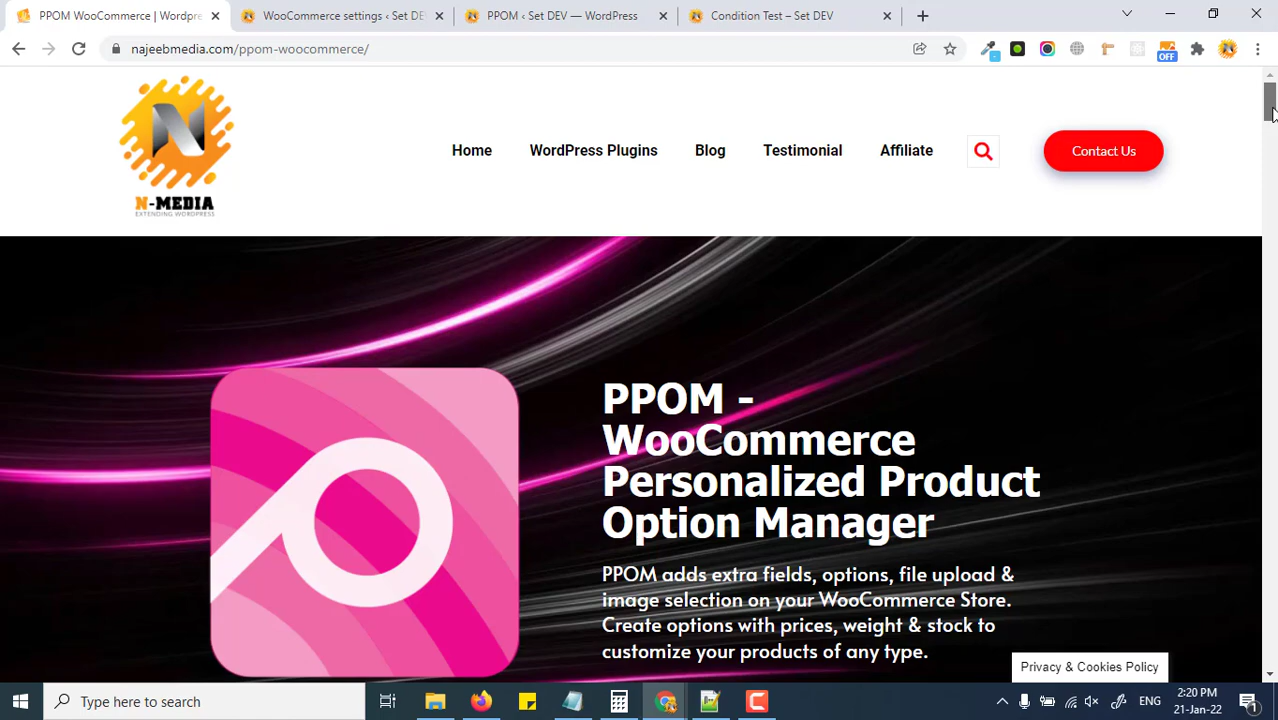 PPOM WooCommerce | Wordpre
WooCommerce settings ‹ Set DE
PPOM ‹ Set DEV — WordPress
Condition Test – Set DEV
najeebmedia.com/ppom-woocommerce/
OFF
N
N-MEDIA
EXTENDING WORDPRESS
Home
WordPress Plugins
Blog
Testimonial
Affiliate
Contact Us
PPOM -
WooCommerce
Personalized Product
Option Manager
PPOM adds extra fields, options, file upload &
image selection on your WooCommerce Store.
Create options with prices, weight & stock to
customize your products of any type.
Privacy & Cookies Policy
Type here to search
ENG
2:20 PM
21-Jan-22
1